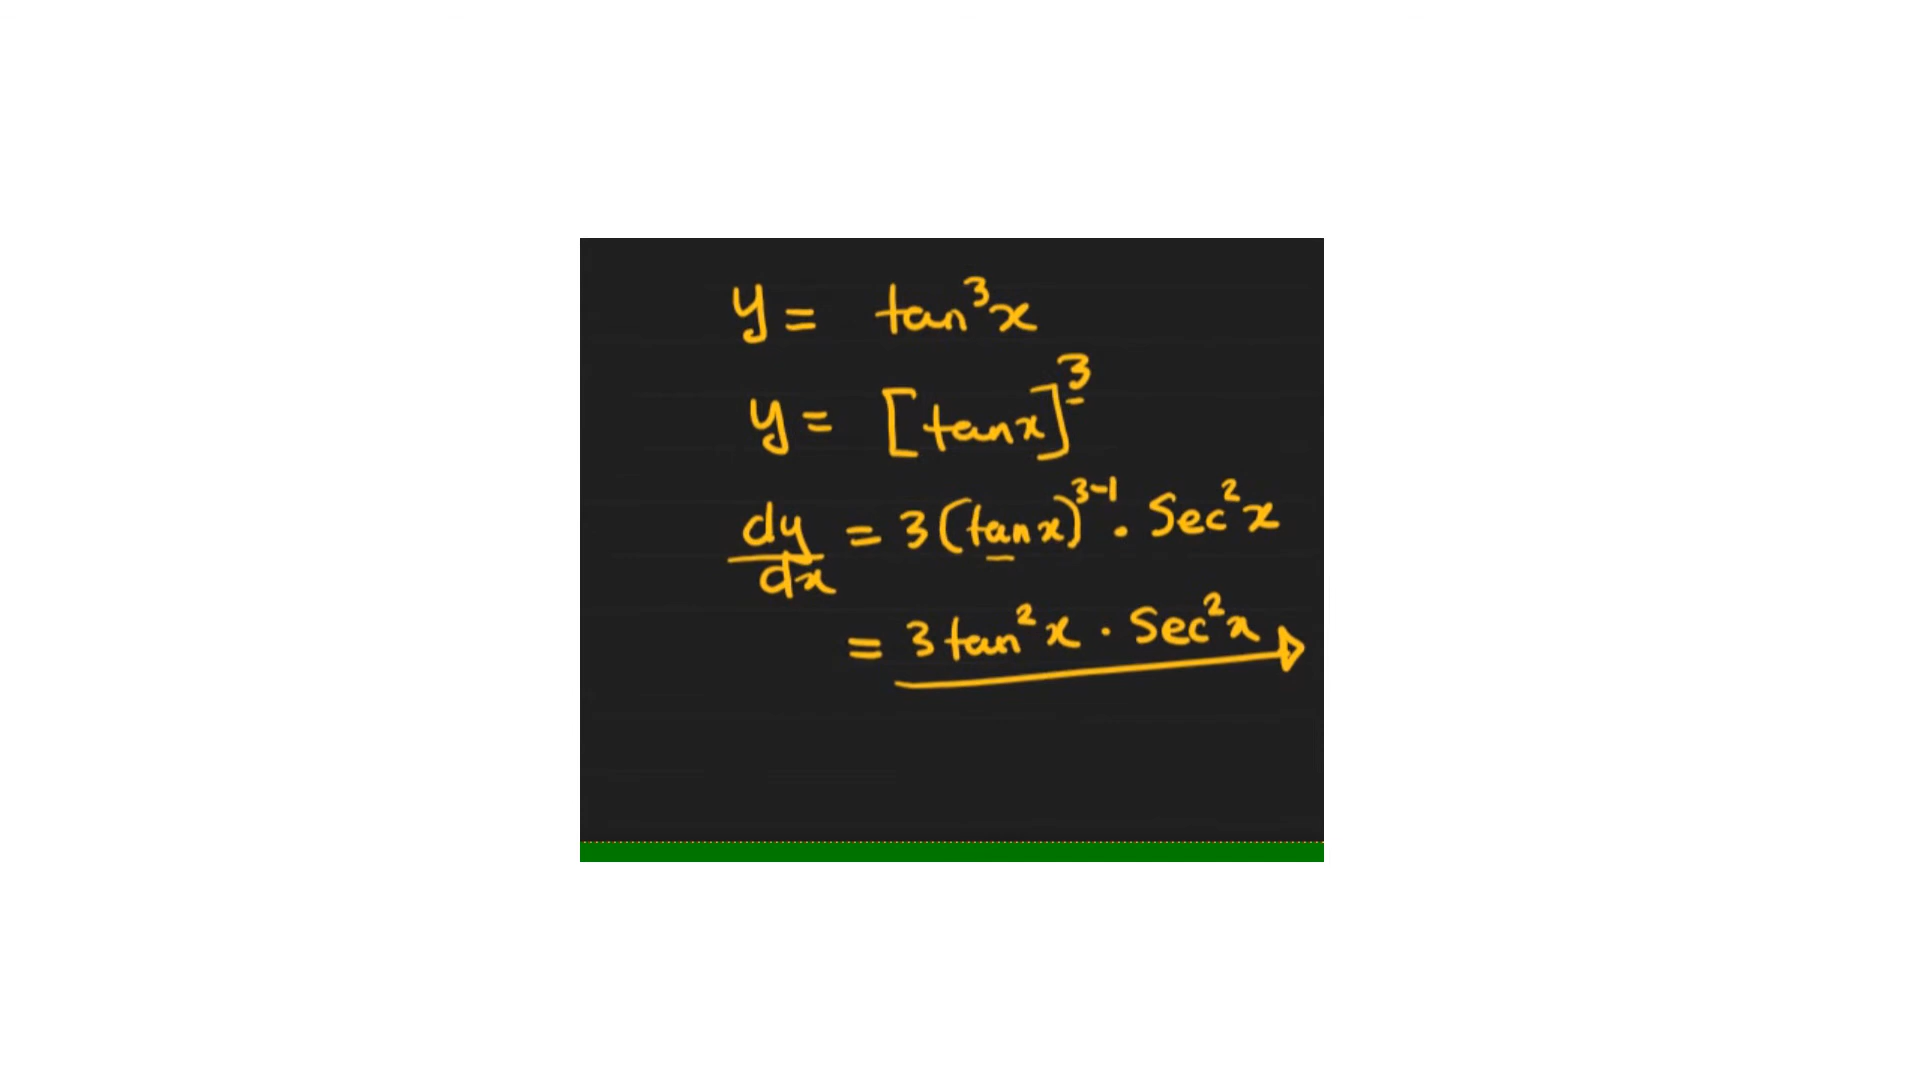 y = tan³x
y = [tanx]³
dy/dx = 3(tanx)³⁻¹ . Sec²x
= 3tan²x · Sec²x